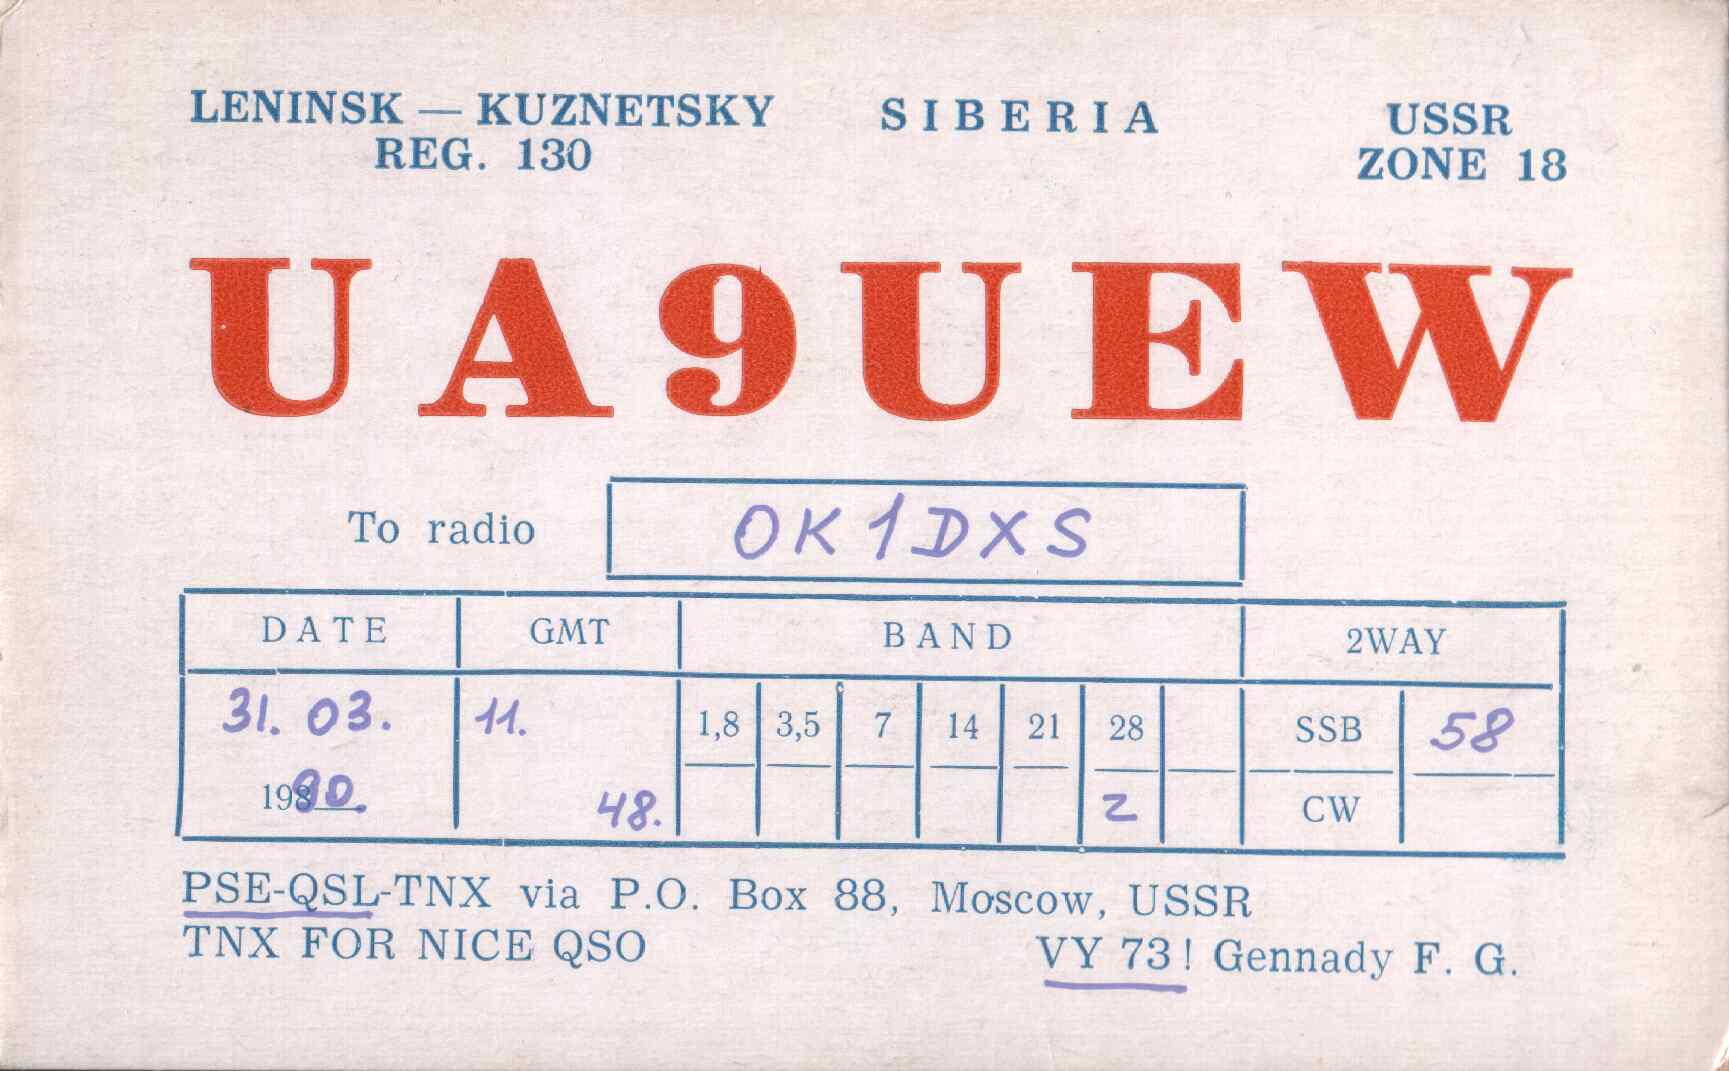 LENINSK — KUZNETSKY SIBERIA USSR
REG. 130 ZONE 18
UA9UEW
To radio OK1DXS
DATE GMT BAND 2WAY
31. 03. 11. 1,8 3,5 7 14 21 28 SSB 58
1990. 48. 2 CW
PSE-QSL-TNX via P.O. Box 88, Moscow, USSR
TNX FOR NICE QSO VY 73! Gennady F. G.